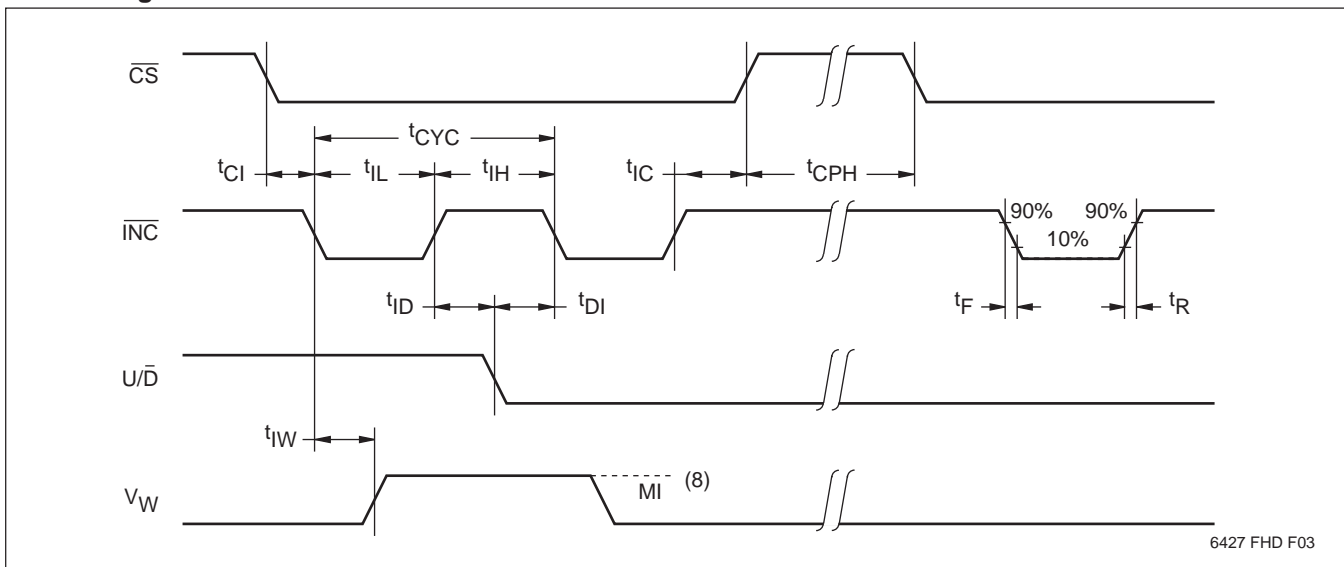 CS
tCYC
tCI
tIL
tIH
tIC
tCPH
INC
90%
90%
10%
tID
tDI
tF
tR
U/D̅
tIW
VW
MI
(8)
6427 FHD F03